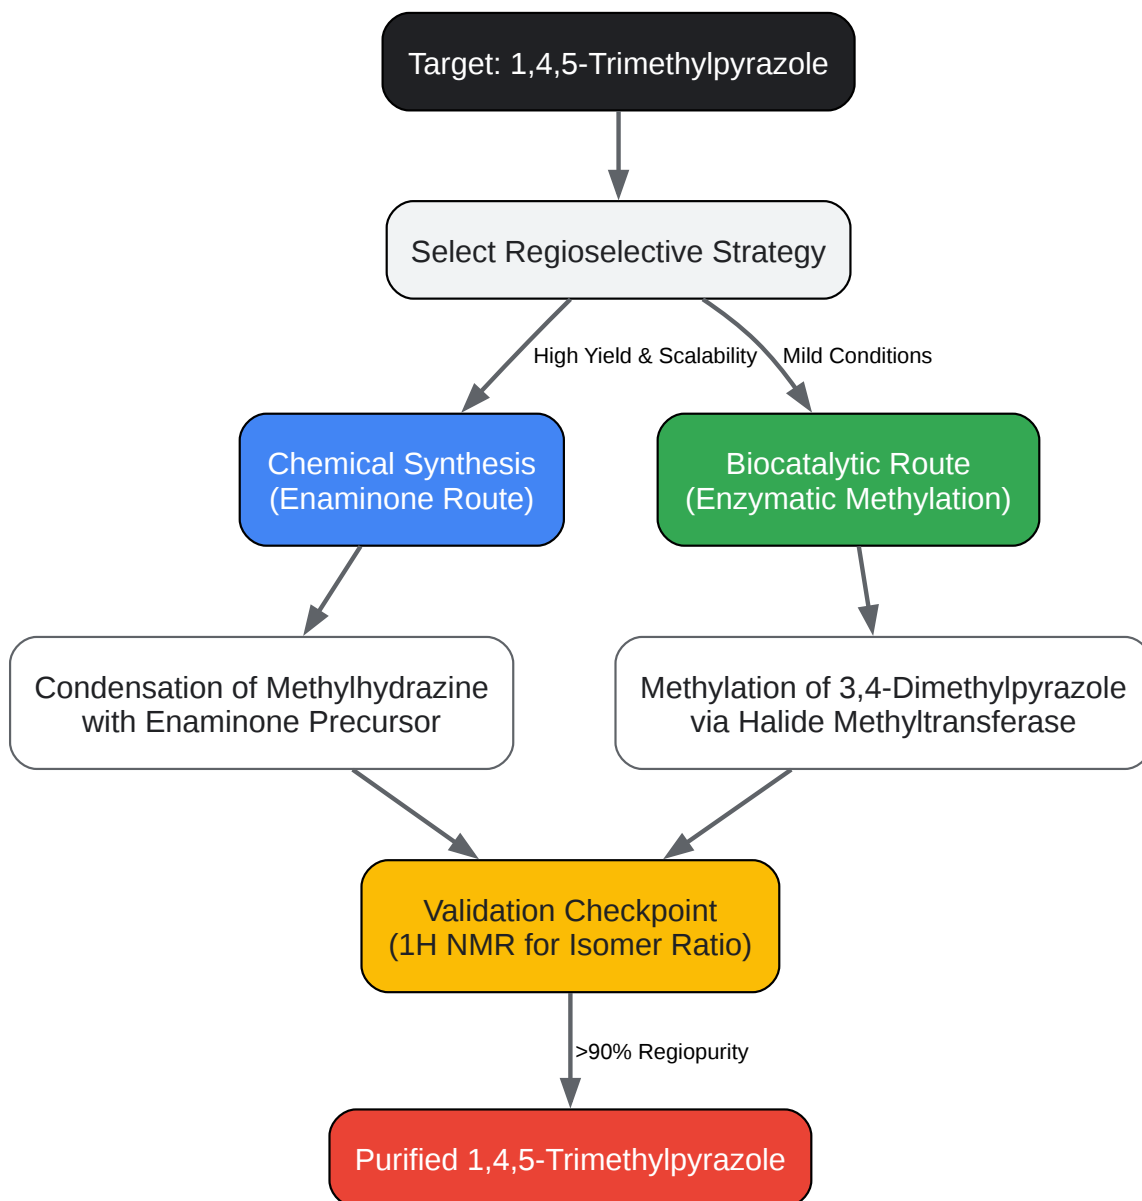 Target: 1,4,5-Trimethylpyrazole
Select Regioselective Strategy
High Yield & Scalability
Mild Conditions
Chemical Synthesis
(Enaminone Route)
Biocatalytic Route
(Enzymatic Methylation)
Condensation of Methylhydrazine
with Enaminone Precursor
Methylation of 3,4-Dimethylpyrazole
via Halide Methyltransferase
Validation Checkpoint
(1H NMR for Isomer Ratio)
>90% Regiopurity
Purified 1,4,5-Trimethylpyrazole